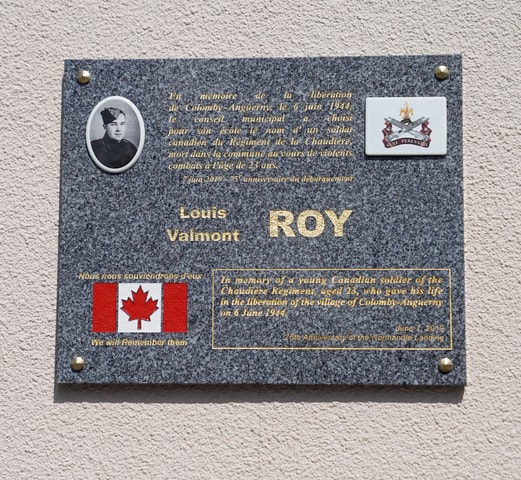 En mémoire de la libération
de Colomby-Anguerny, le 6 juin 1944,
le conseil municipal a choisi
pour son école le nom d'un soldat
canadien du Régiment de la Chaudière,
mort dans la commune au cours de violents
combats à l'âge de 23 ans.
7 juin 2019 - 75e anniversaire du débarquement
Louis
Valmont
ROY
Nous nous souviendrons d'eux
We will Remember them
In memory of a young Canadian soldier of the
Chaudière Regiment, aged 23, who gave his life
in the liberation of the village of Colomby-Anguerny
on 6 June 1944.
June 7, 2019
75th Anniversary of the Normandie Landing